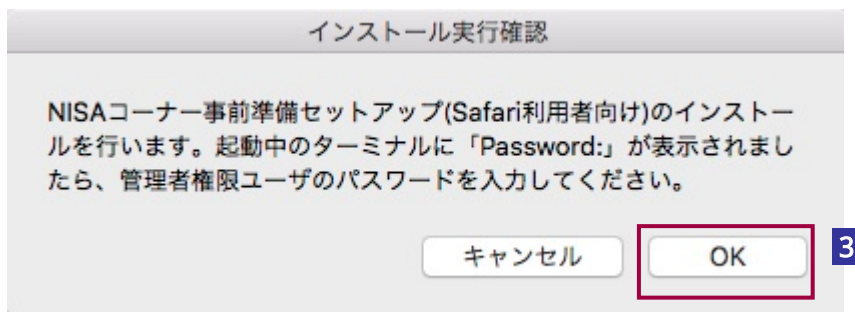 インストール実行確認
NISAコーナー事前準備セットアップ(Safari利用者向け)のインストー
ルを行います。起動中のターミナルに「Password:」が表示されまし
たら、管理者権限ユーザのパスワードを入力してください。
キャンセル OK 3